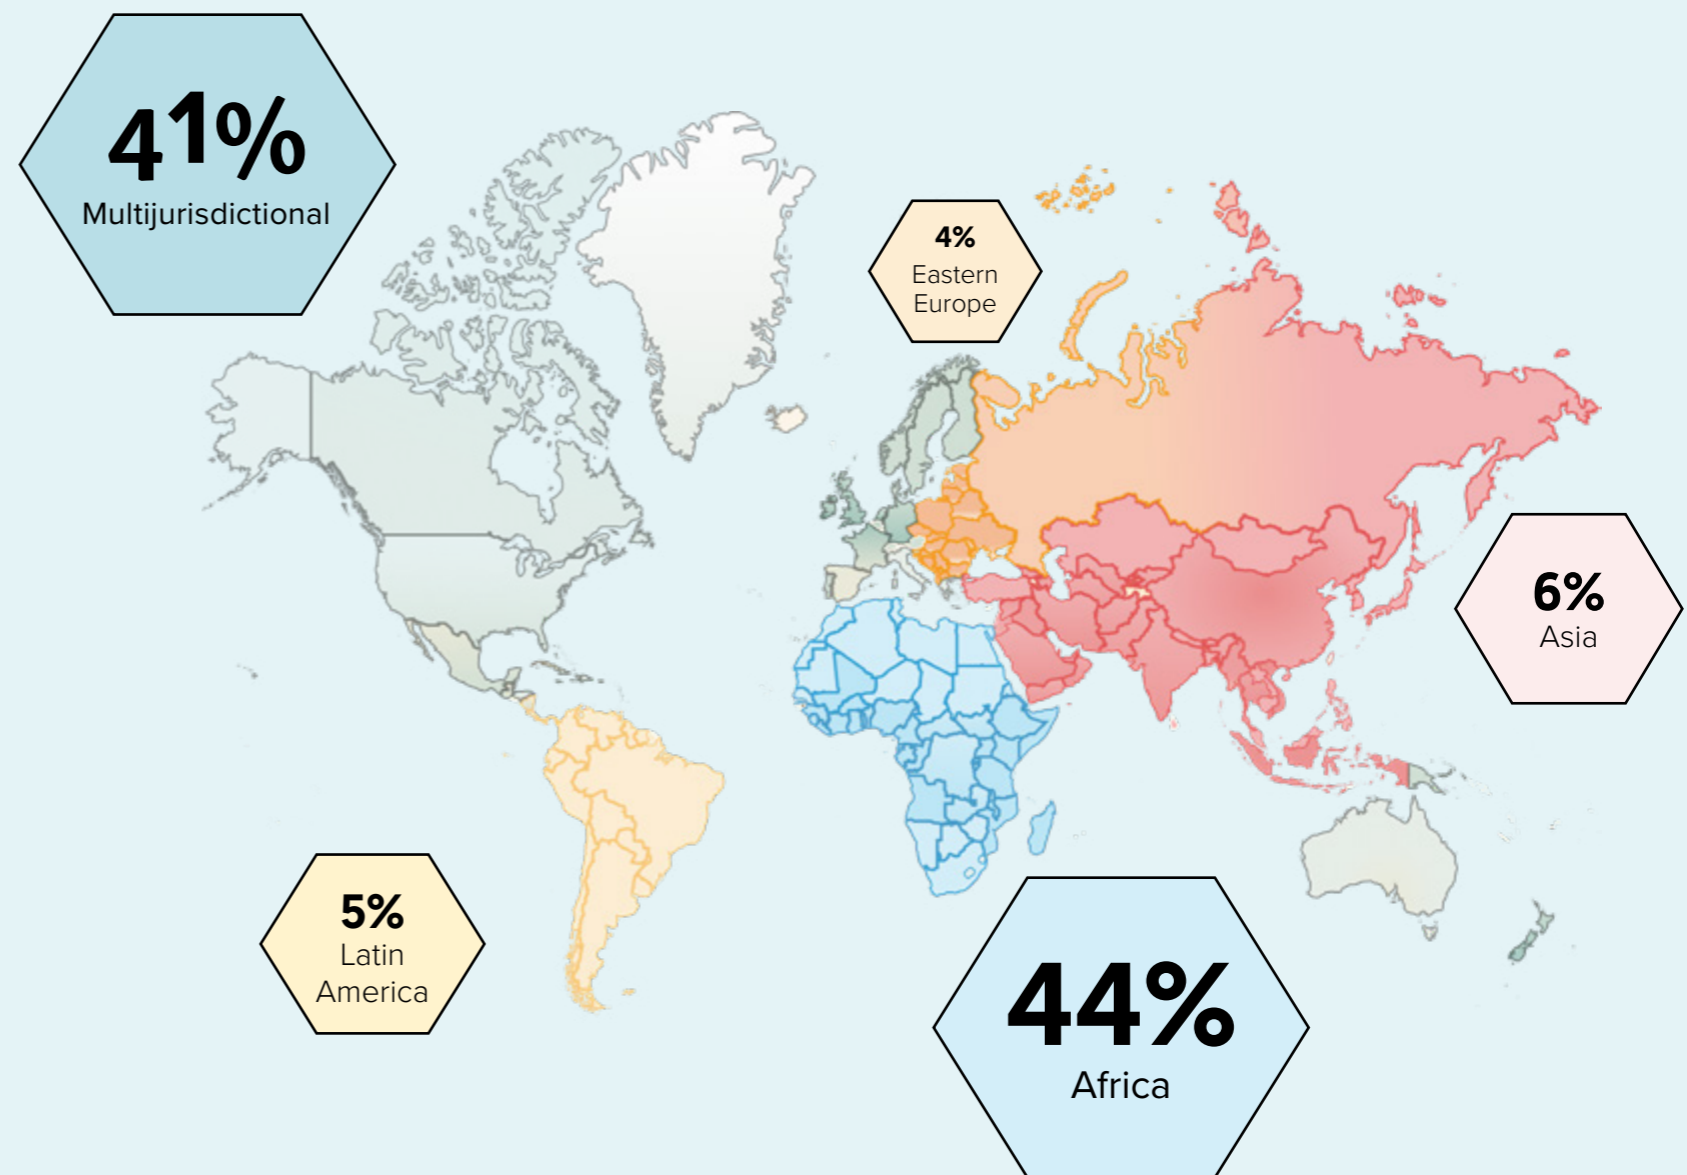 41%
Multijurisdictional
4%
Eastern
Europe
6%
Asia
5%
Latin
America
44%
Africa